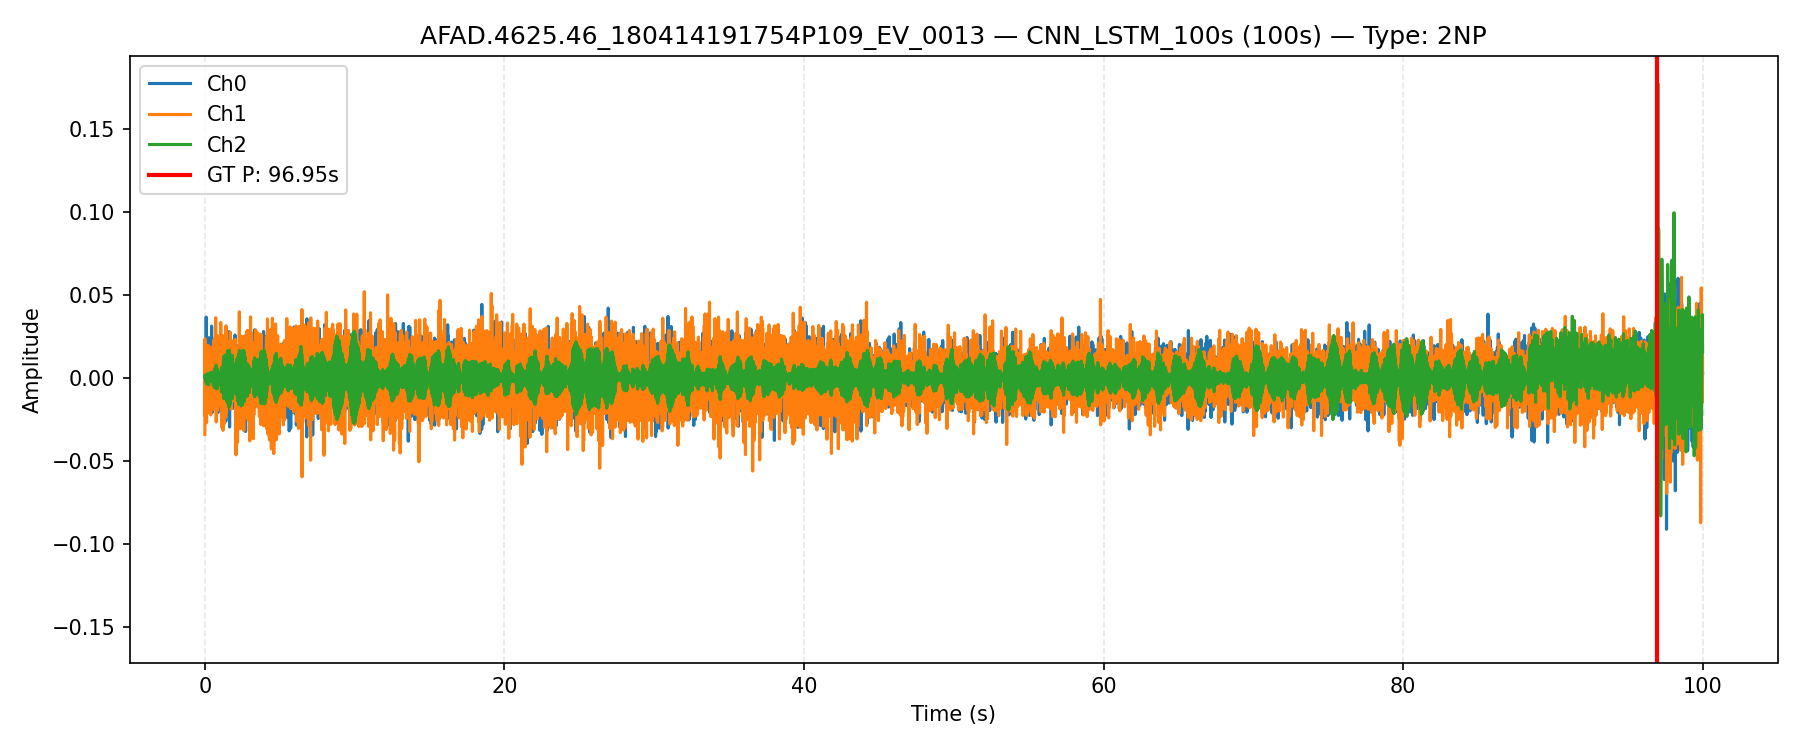 AFAD.4625.46_180414191754P109_EV_0013 — CNN_LSTM_100s (100s) — Type: 2NP
Ch0
Ch1
Ch2
GT P: 96.95s
0.15
0.10
0.05
0.00
−0.05
−0.10
−0.15
Amplitude
0
20
40
60
80
100
Time (s)